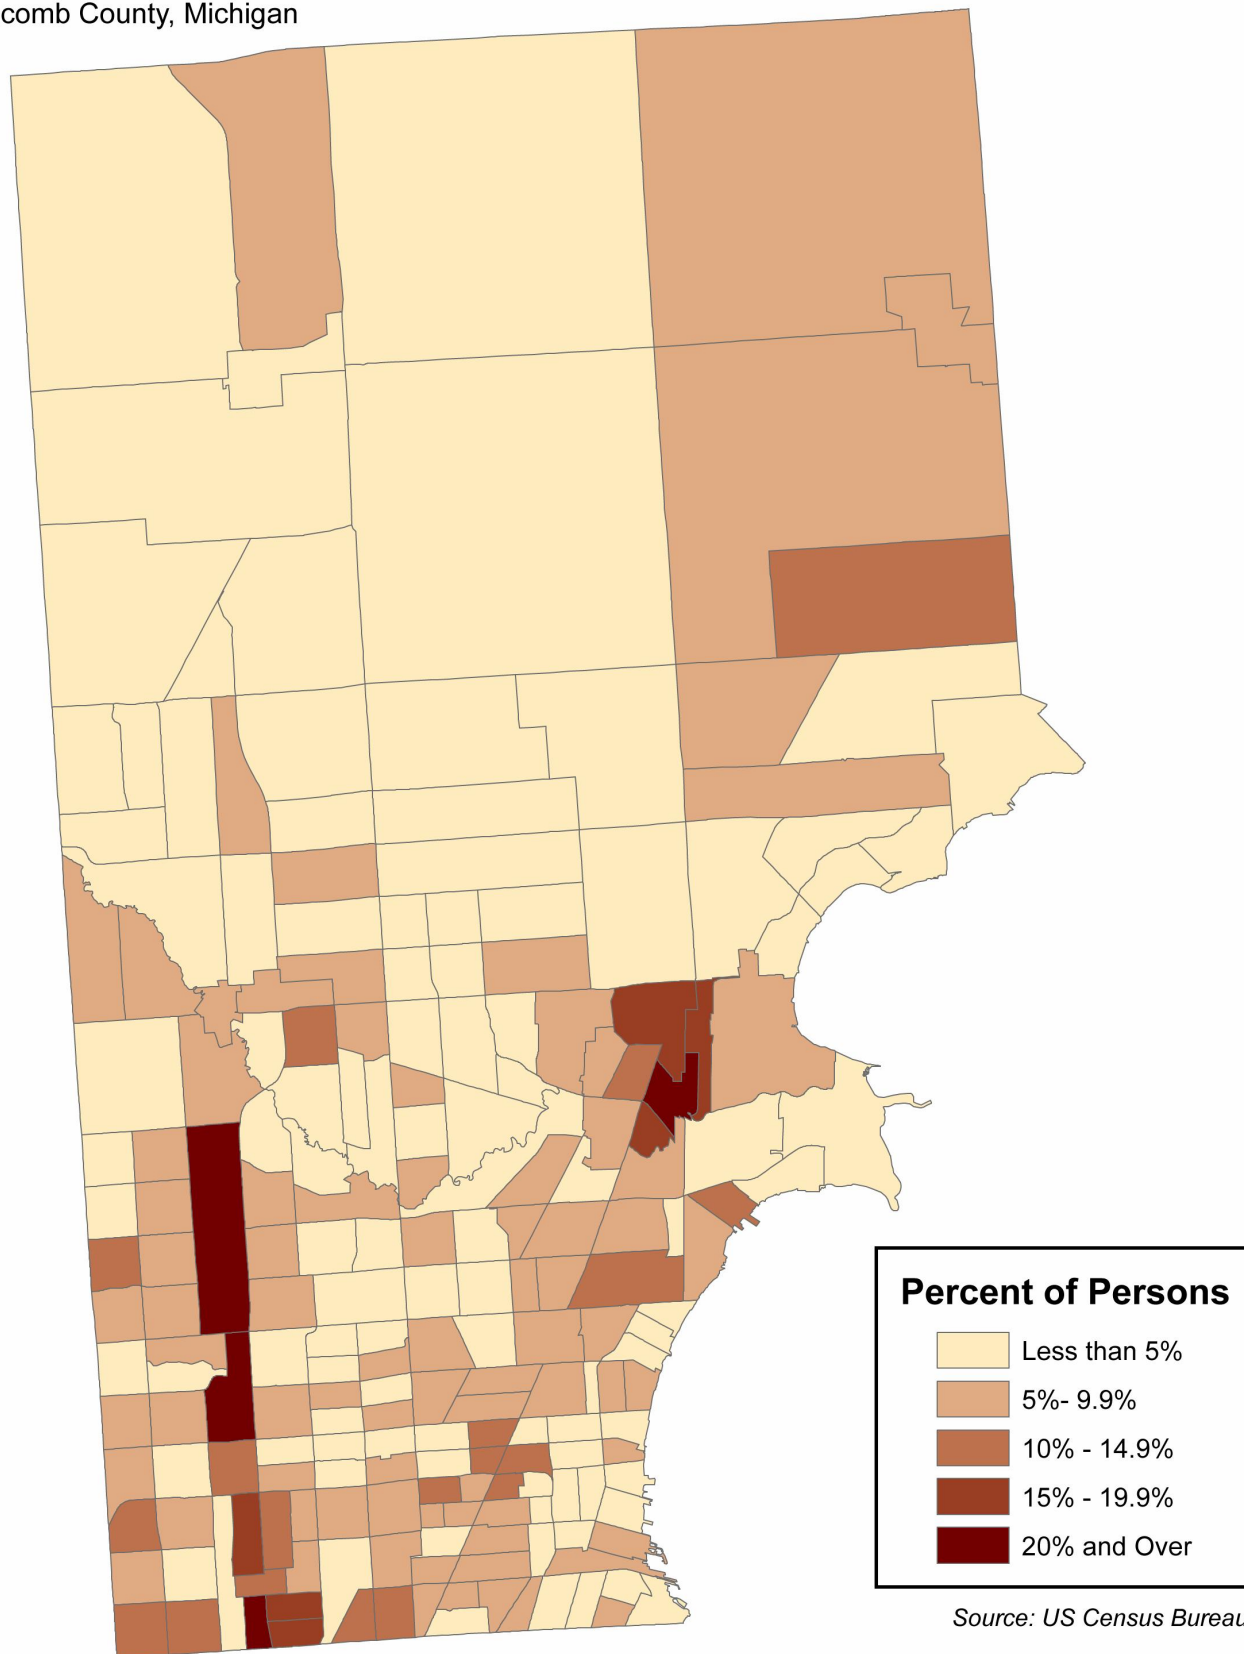 comb County, Michigan
Percent of Persons
Less than 5%
5%- 9.9%
10% - 14.9%
15% - 19.9%
20% and Over
Source: US Census Bureau